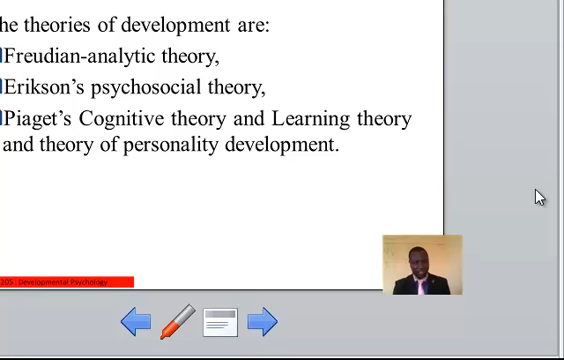 he theories of development are:
Freudian-analytic theory,
Erikson’s psychosocial theory,
Piaget’s Cognitive theory and Learning theory
and theory of personality development.
205 : Developmental Psychology